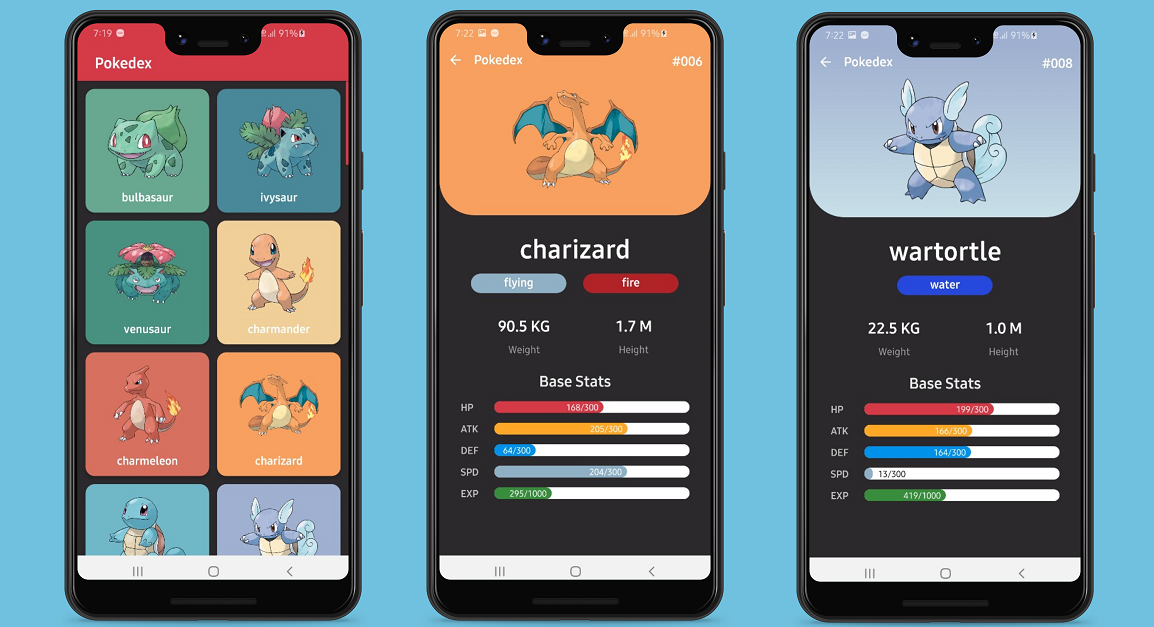 7:19 91%
Pokedex
bulbasaur ivysaur
venusaur charmander
charmeleon charizard
7:22 91%
Pokedex #006
charizard
flying fire
90.5 KG 1.7 M
Weight Height
Base Stats
HP 168/300
ATK 205/300
DEF 64/300
SPD 204/300
EXP 295/1000
7:22 91%
Pokedex #008
wartortle
water
22.5 KG 1.0 M
Weight Height
Base Stats
HP 199/300
ATK 166/300
DEF 164/300
SPD 13/300
EXP 419/1000